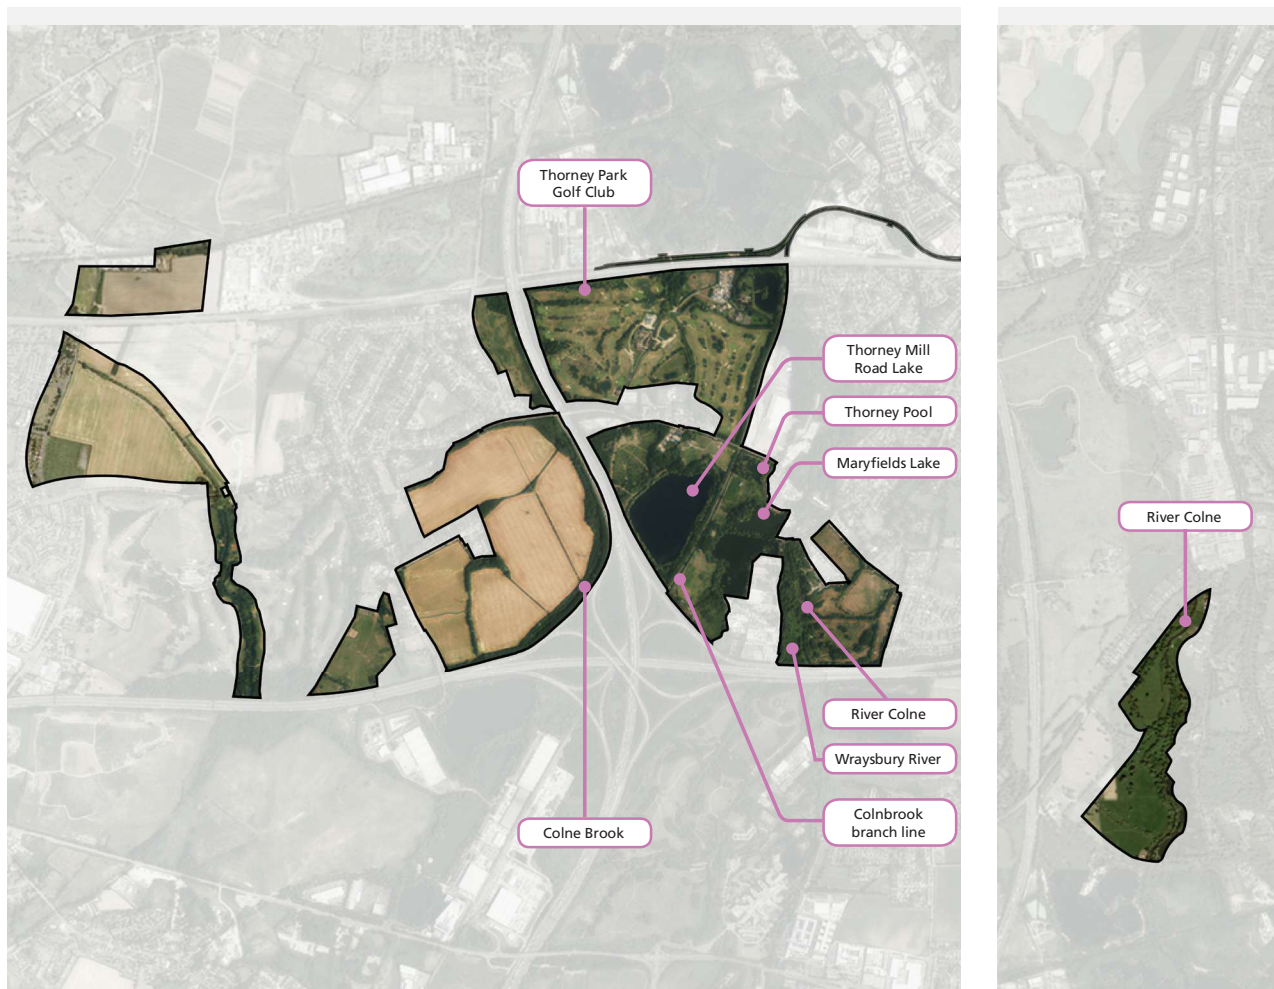 Thorney Park
Golf Club
Thorney Mill
Road Lake
Thorney Pool
Maryfields Lake
River Colne
Wraysbury River
Colnbrook
branch line
Colne Brook
River Colne